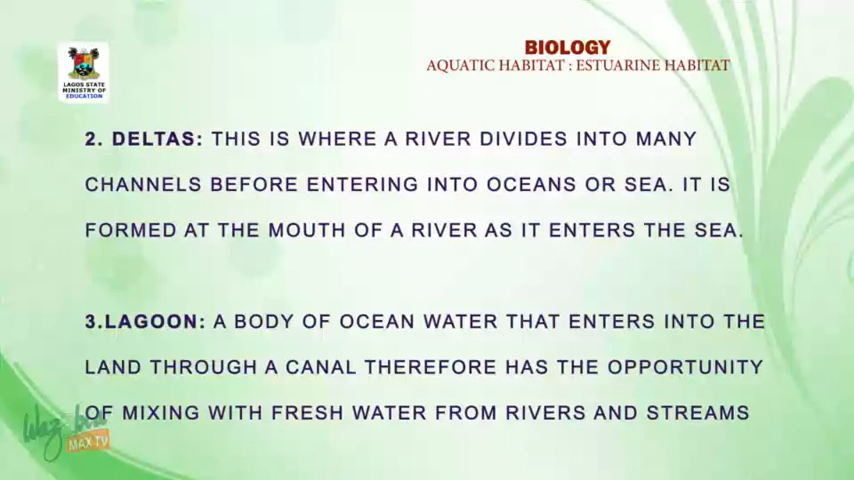 BIOLOGY
AQUATIC HABITAT : ESTUARINE HABITAT
LAGOS STATE
MINISTRY OF
EDUCATION
2. DELTAS: THIS IS WHERE A RIVER DIVIDES INTO MANY
CHANNELS BEFORE ENTERING INTO OCEANS OR SEA. IT IS
FORMED AT THE MOUTH OF A RIVER AS IT ENTERS THE SEA.
3.LAGOON: A BODY OF OCEAN WATER THAT ENTERS INTO THE
LAND THROUGH A CANAL THEREFORE HAS THE OPPORTUNITY
OF MIXING WITH FRESH WATER FROM RIVERS AND STREAMS
MAX TV